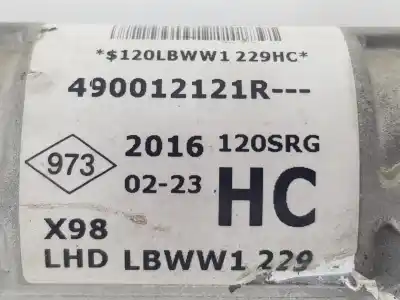 *$120LBWW1 229HC*
490012121R---
973
2016 120SRG
02-23 HC
X98
LHD LBWW1 229